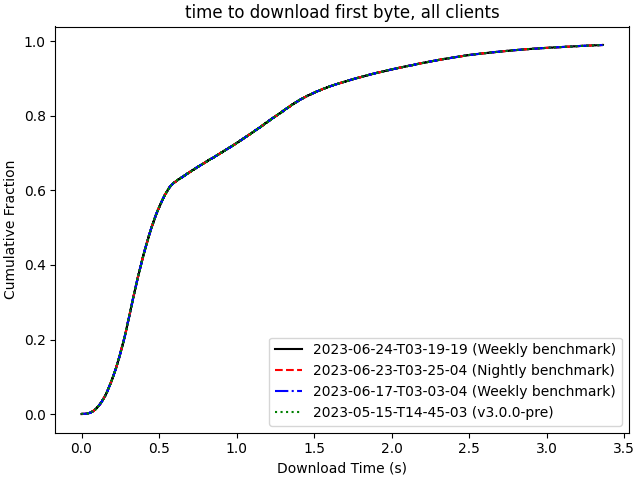 time to download first byte, all clients
Cumulative Fraction
1.0
0.8
0.6
0.4
0.2
0.0
2023-06-24-T03-19-19 (Weekly benchmark)
2023-06-23-T03-25-04 (Nightly benchmark)
2023-06-17-T03-03-04 (Weekly benchmark)
2023-05-15-T14-45-03 (v3.0.0-pre)
0.0 0.5 1.0 1.5 2.0 2.5 3.0 3.5
Download Time (s)